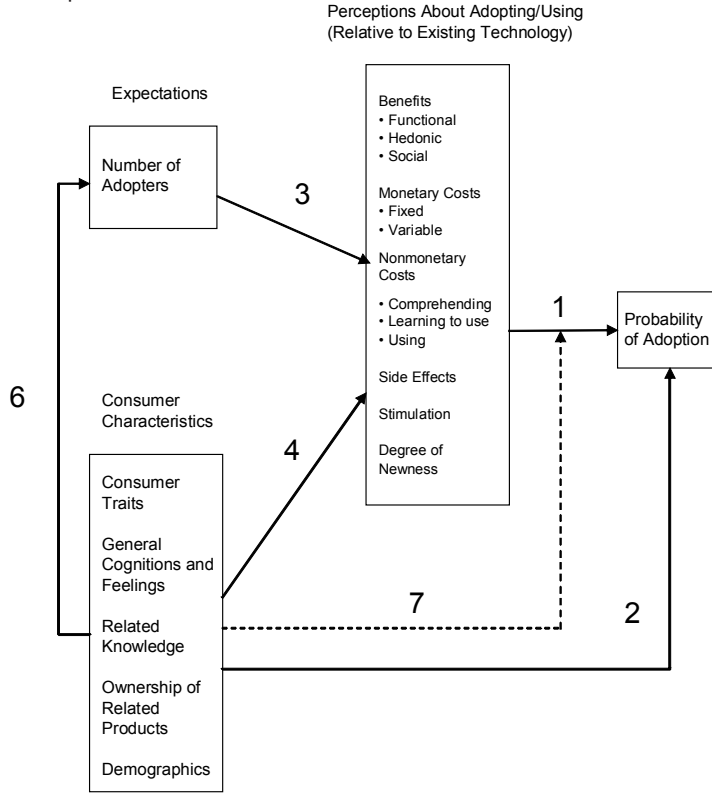 Perceptions About Adopting/Using
(Relative to Existing Technology)
Expectations
Number of
Adopters
3
Benefits
• Functional
• Hedonic
• Social
Monetary Costs
• Fixed
• Variable
Nonmonetary
Costs
• Comprehending
• Learning to use
• Using
Side Effects
Stimulation
Degree of
Newness
1
Probability
of Adoption
6
Consumer
Characteristics
4
Consumer
Traits
General
Cognitions and
Feelings
Related
Knowledge
Ownership of
Related
Products
Demographics
7
2